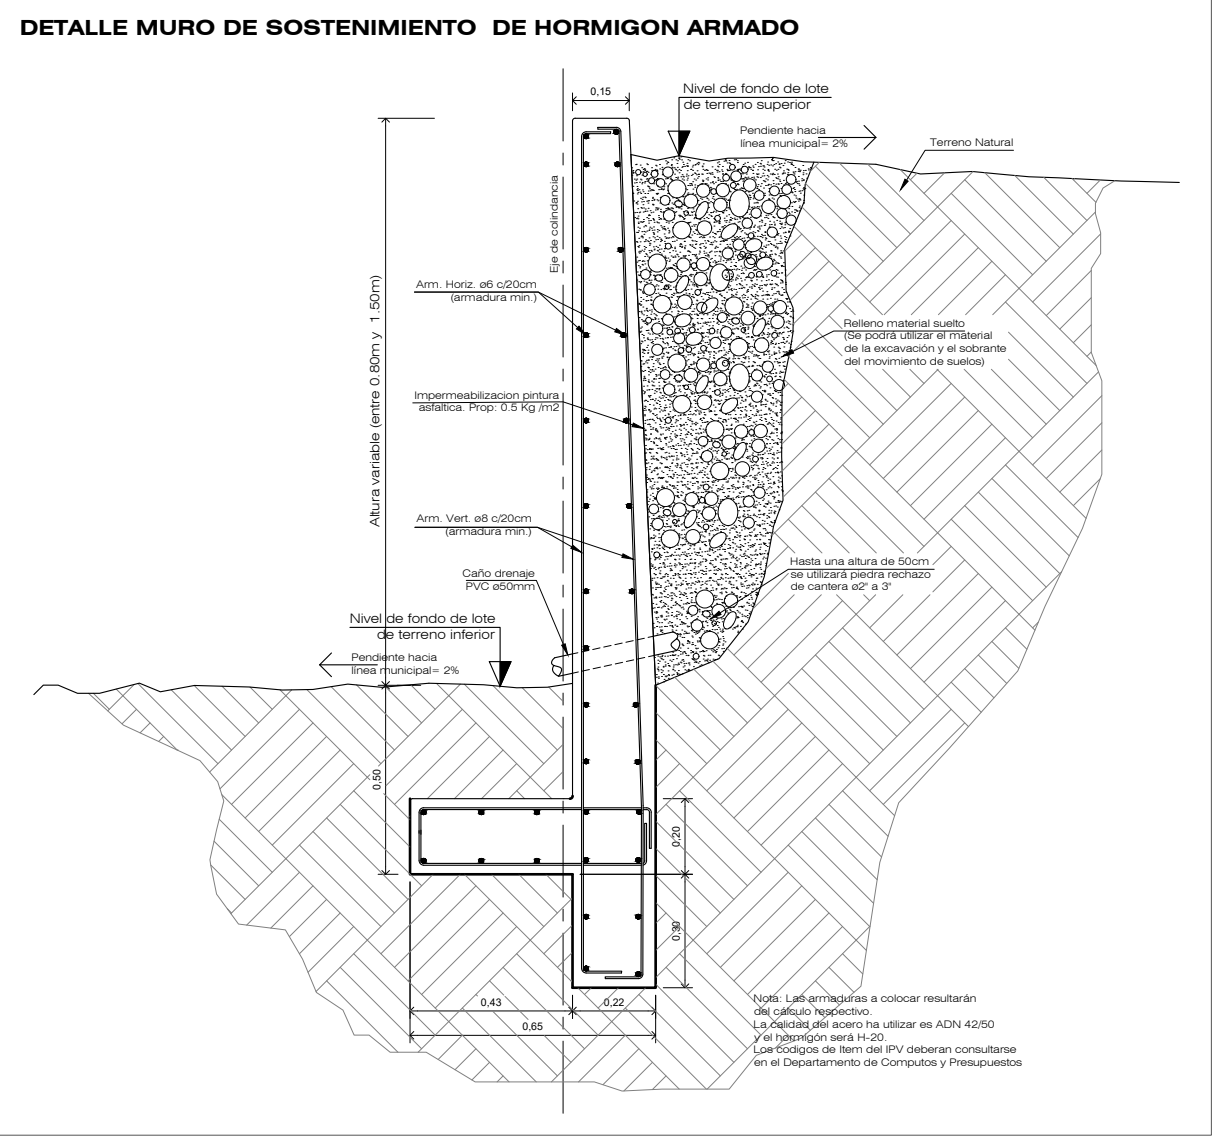 DETALLE MURO DE SOSTENIMIENTO DE HORMIGON ARMADO
0,15
Nivel de fondo de lote
de terreno superior
Pendiente hacia
línea municipal= 2%
Terreno Natural
Eje de colindancia
Altura variable (entre 0.80m y 1.50m)
Arm. Horiz. ø6 c/20cm
(armadura min.)
Relleno material suelto
(Se podrá utilizar el material
de la excavación y el sobrante
del movimiento de suelos)
Impermeabilizacion pintura
asfaltica. Prop: 0.5 Kg /m2
Arm. Vert. ø8 c/20cm
(armadura min.)
Caño drenaje
PVC ø50mm
Hasta una altura de 50cm
se utilizará piedra rechazo
de cantera ø2" a 3"
Nivel de fondo de lote
de terreno inferior
Pendiente hacia
línea municipal= 2%
0,50
0,20
0,30
0,43
0,22
0,65
Nota: Las armaduras a colocar resultarán
del cálculo respectivo.
La calidad del acero ha utilizar es ADN 42/50
y el hormigón será H-20.
Los codigos de Item del IPV deberan consultarse
en el Departamento de Computos y Presupuestos